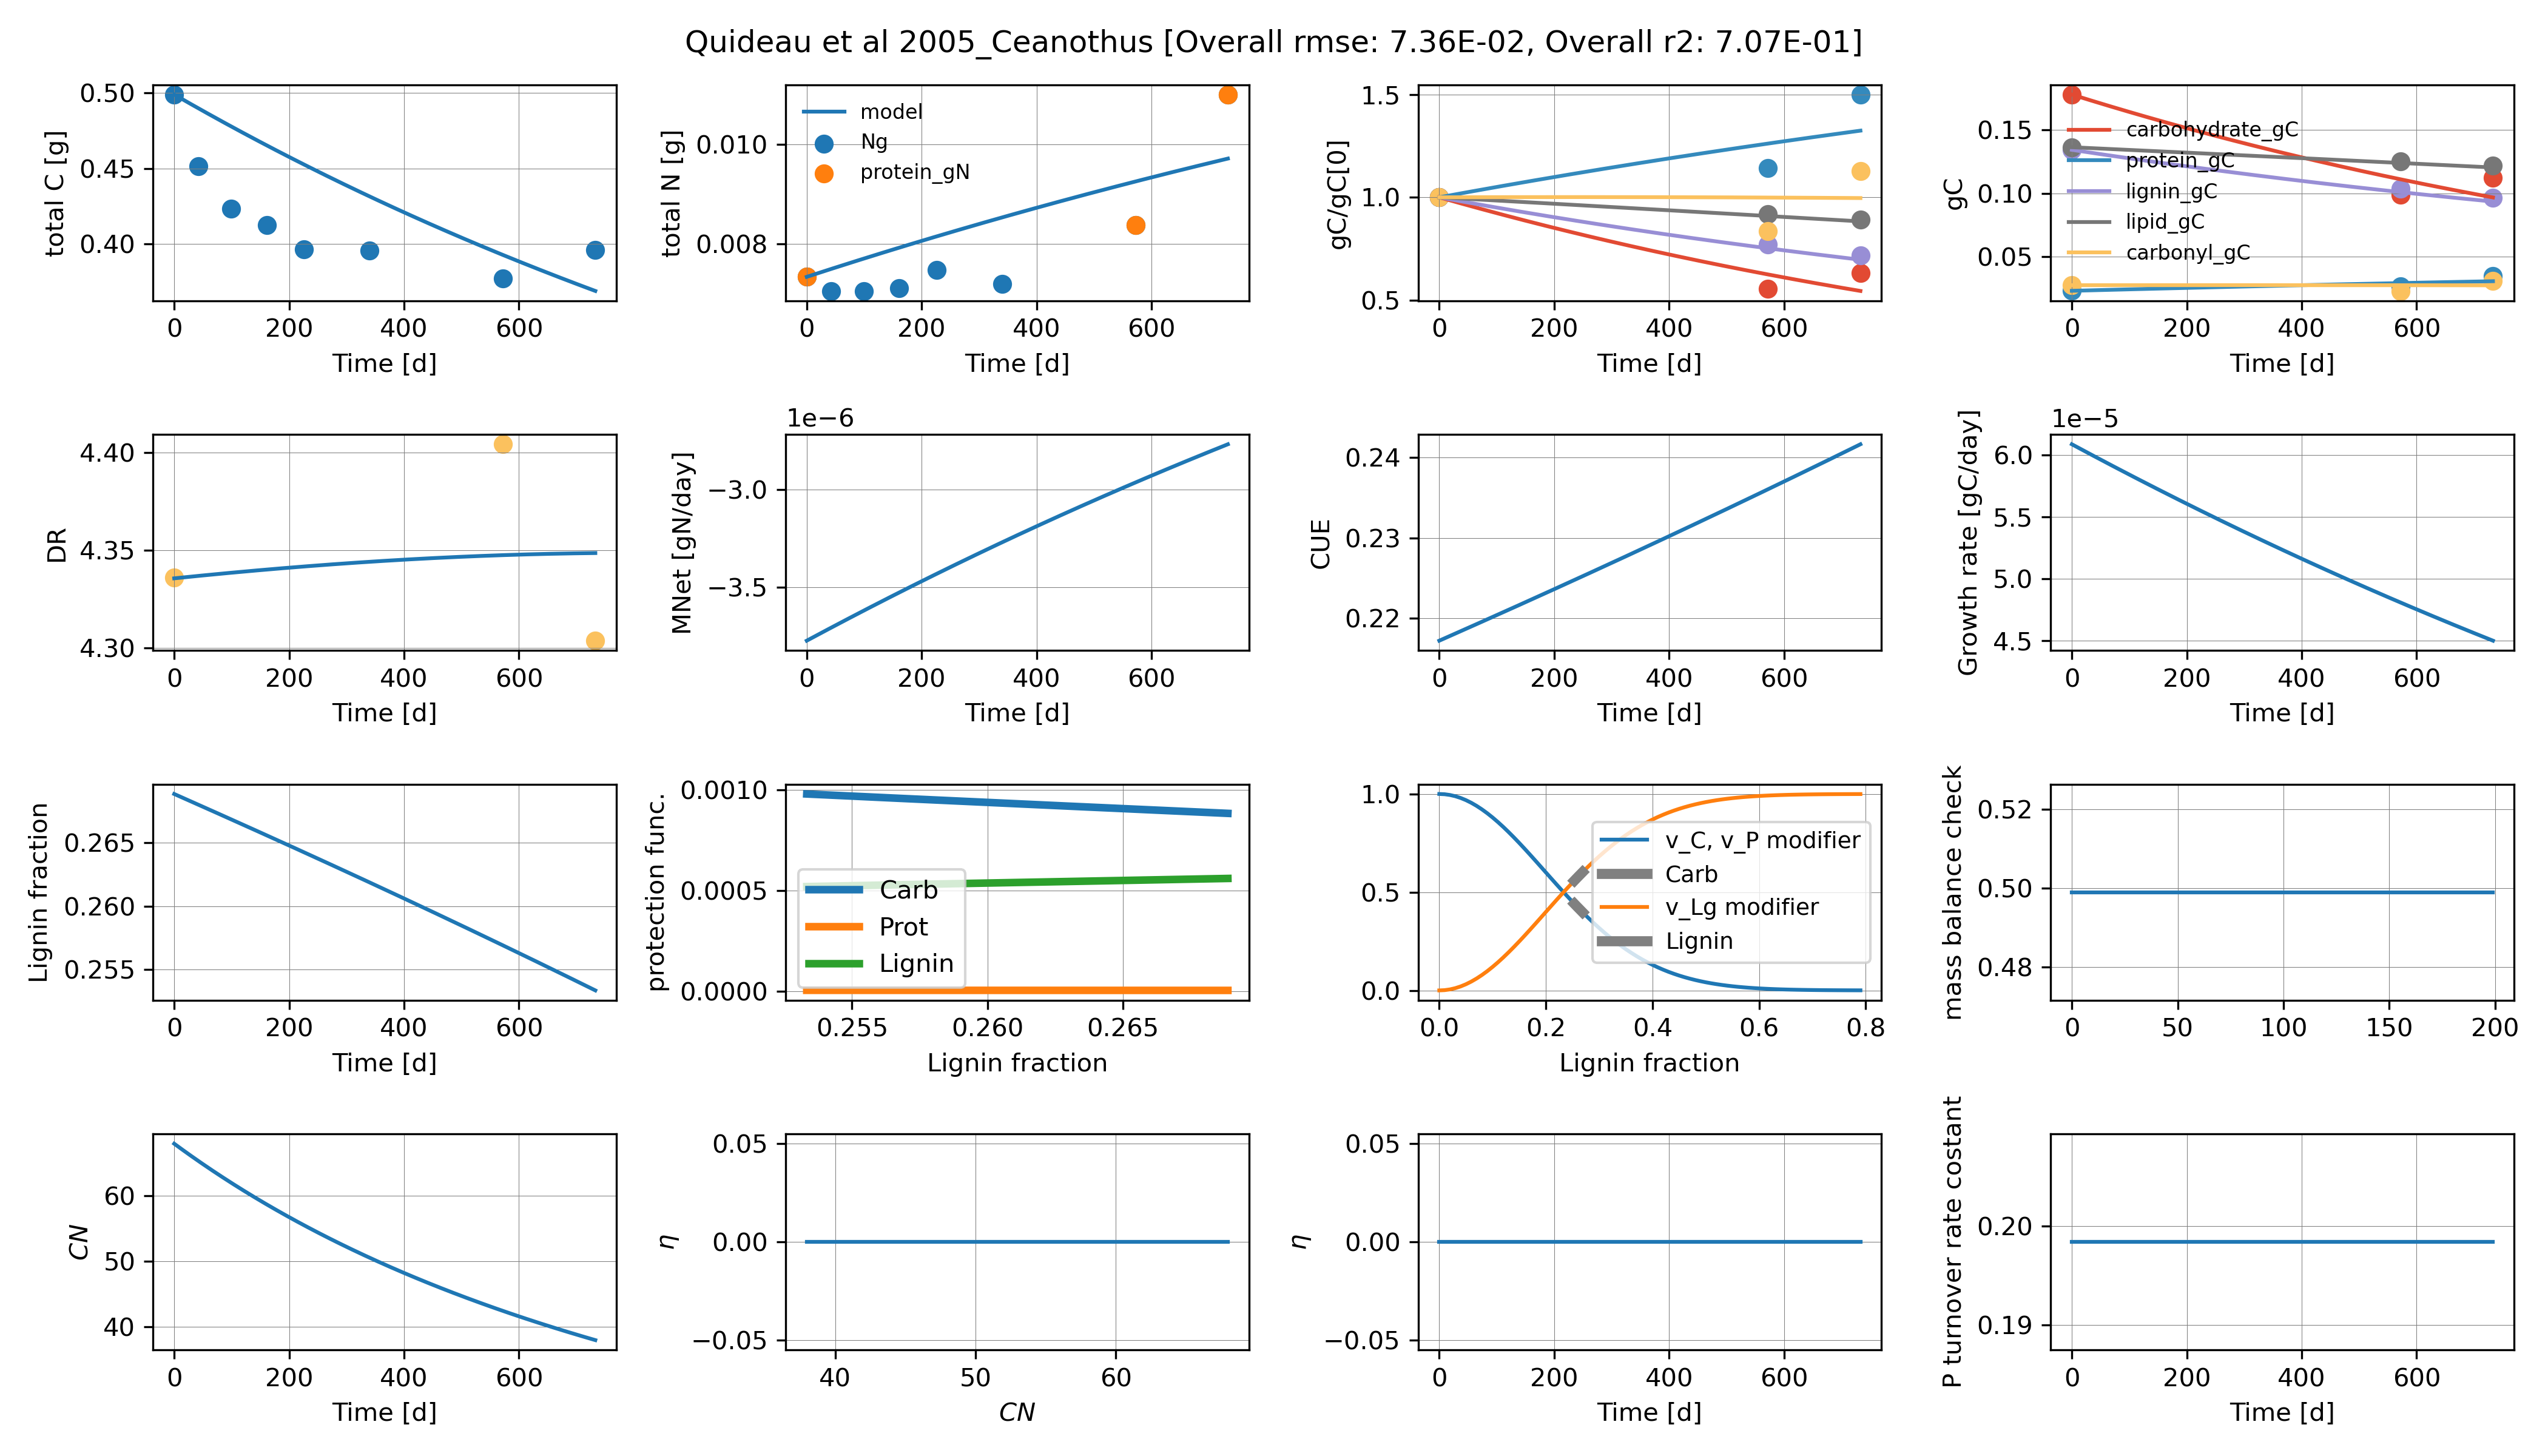 Quideau et al 2005_Ceanothus [Overall rmse: 7.36E-02, Overall r2: 7.07E-01]
total C [g]
0.50
0.45
0.40
0 200 400 600
Time [d]
total N [g]
0.010
0.008
model
Ng
protein_gN
0 200 400 600
Time [d]
gC/gC[0]
1.5
1.0
0.5
0 200 400 600
Time [d]
gC
0.15
0.10
0.05
carbohydrate_gC
protein_gC
lignin_gC
lipid_gC
carbonyl_gC
0 200 400 600
Time [d]
DR
4.40
4.35
4.30
0 200 400 600
Time [d]
1e−6
MNet [gN/day]
−3.0
−3.5
0 200 400 600
Time [d]
CUE
0.24
0.23
0.22
0 200 400 600
Time [d]
1e−5
Growth rate [gC/day]
6.0
5.5
5.0
4.5
0 200 400 600
Time [d]
Lignin fraction
0.265
0.260
0.255
0 200 400 600
Time [d]
protection func.
0.0010
0.0005
0.0000
Carb
Prot
Lignin
0.255 0.260 0.265
Lignin fraction
1.0
0.5
0.0
v_C, v_P modifier
Carb
v_Lg modifier
Lignin
0.0 0.2 0.4 0.6 0.8
Lignin fraction
mass balance check
0.52
0.50
0.48
0 50 100 150 200
CN
60
50
40
0 200 400 600
Time [d]
η
0.05
0.00
−0.05
40 50 60
CN
η
0.05
0.00
−0.05
0 200 400 600
Time [d]
P turnover rate costant
0.20
0.19
0 200 400 600
Time [d]